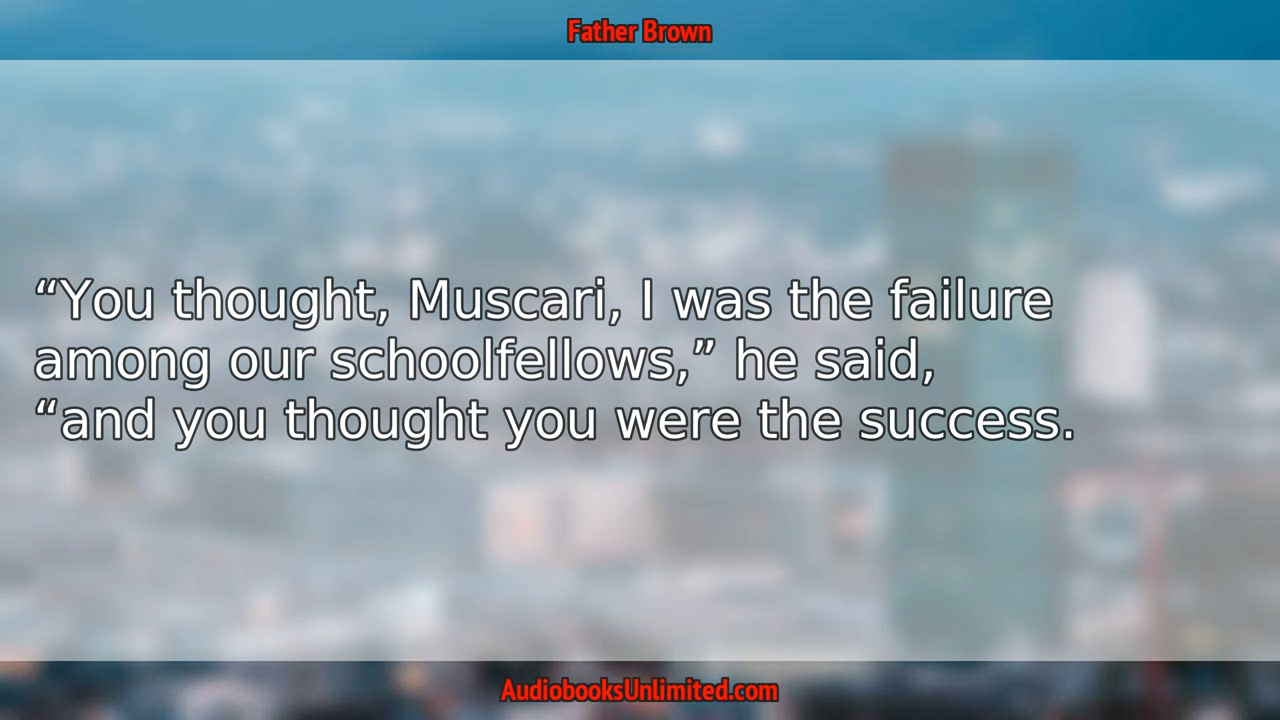 Father Brown
“You thought, Muscari, I was the failure
among our schoolfellows,” he said,
“and you thought you were the success.
AudiobooksUnlimited.com